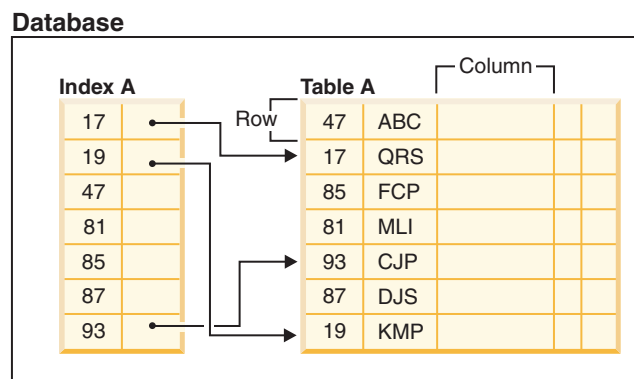 Database
Column
Index A
Table A
Row
17
19
47
81
85
87
93
47 ABC
17 QRS
85 FCP
81 MLI
93 CJP
87 DJS
19 KMP